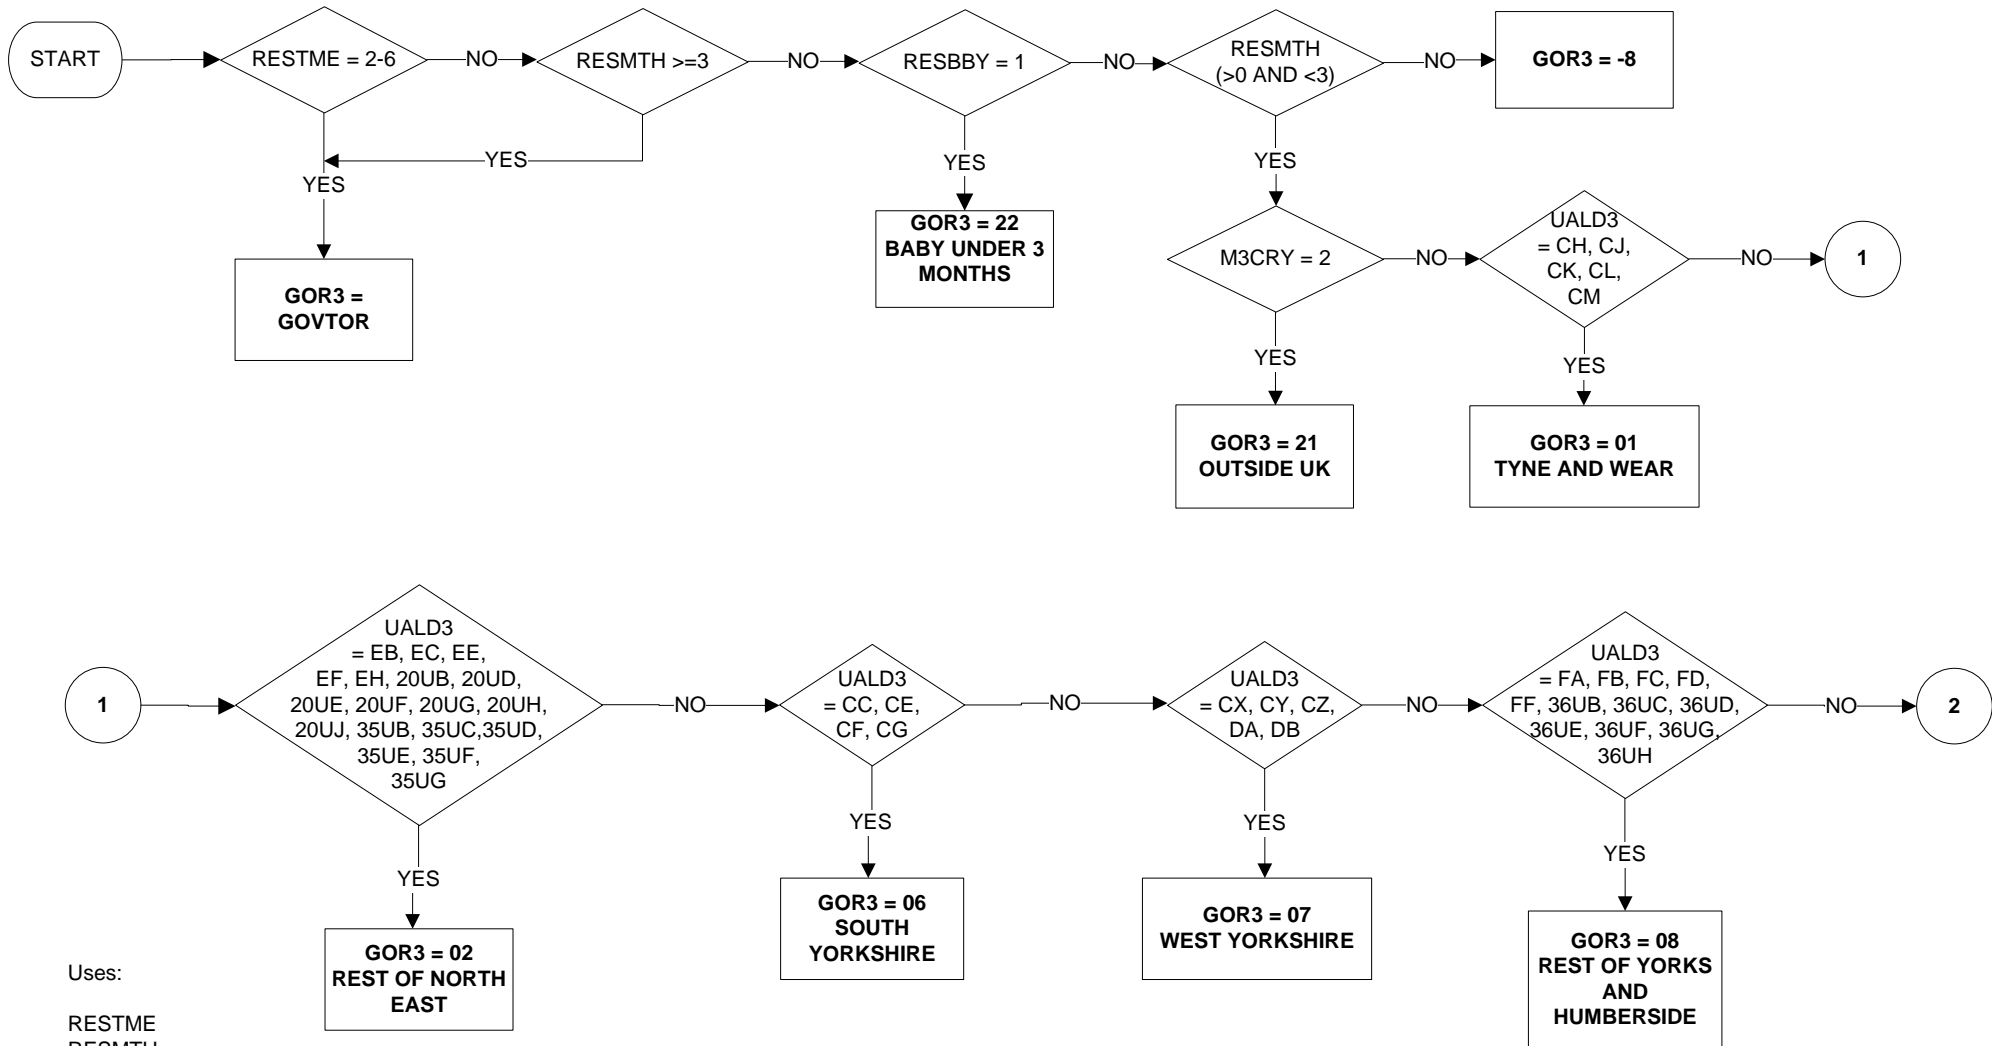 START
RESTME = 2-6
NO
RESMTH >=3
NO
RESBBY = 1
NO
RESMTH
(>0 AND <3)
NO
GOR3 = -8
YES
YES
YES
YES
GOR3 =
GOVTOR
GOR3 = 22
BABY UNDER 3
MONTHS
M3CRY = 2
NO
UALD3
= CH, CJ,
CK, CL,
CM
NO
1
YES
YES
GOR3 = 21
OUTSIDE UK
GOR3 = 01
TYNE AND WEAR
1
UALD3
= EB, EC, EE,
EF, EH, 20UB, 20UD,
20UE, 20UF, 20UG, 20UH,
20UJ, 35UB, 35UC,35UD,
35UE, 35UF,
35UG
NO
UALD3
= CC, CE,
CF, CG
NO
UALD3
= CX, CY, CZ,
DA, DB
NO
UALD3
= FA, FB, FC, FD,
FF, 36UB, 36UC, 36UD,
36UE, 36UF, 36UG,
36UH
NO
2
YES
YES
YES
YES
GOR3 = 02
REST OF NORTH
EAST
GOR3 = 06
SOUTH
YORKSHIRE
GOR3 = 07
WEST YORKSHIRE
GOR3 = 08
REST OF YORKS
AND
HUMBERSIDE
Uses:
RESTME
RESMTH